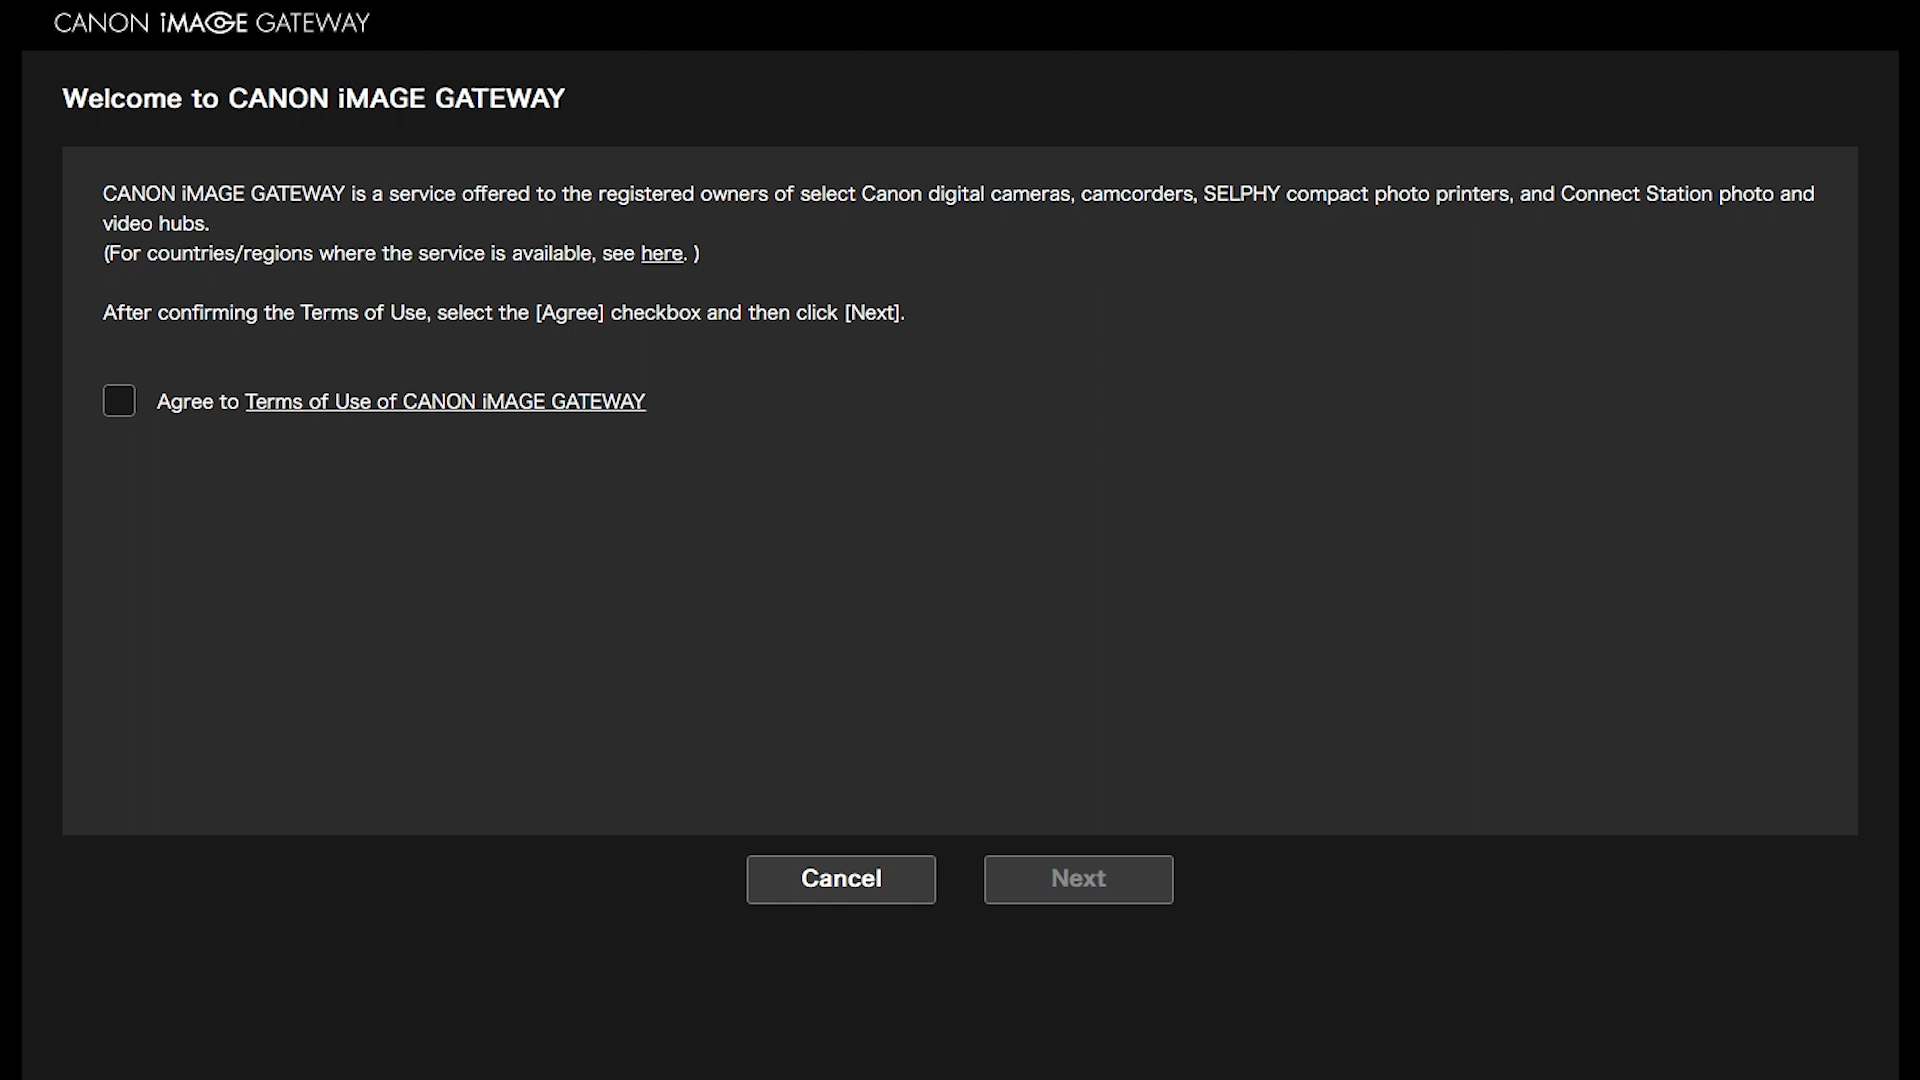 CANON iMAGE GATEWAY
Welcome to CANON iMAGE GATEWAY
CANON iMAGE GATEWAY is a service offered to the registered owners of select Canon digital cameras, camcorders, SELPHY compact photo printers, and Connect Station photo and
video hubs.
(For countries/regions where the service is available, see here. )
After confirming the Terms of Use, select the [Agree] checkbox and then click [Next].
Agree to Terms of Use of CANON iMAGE GATEWAY
Cancel
Next